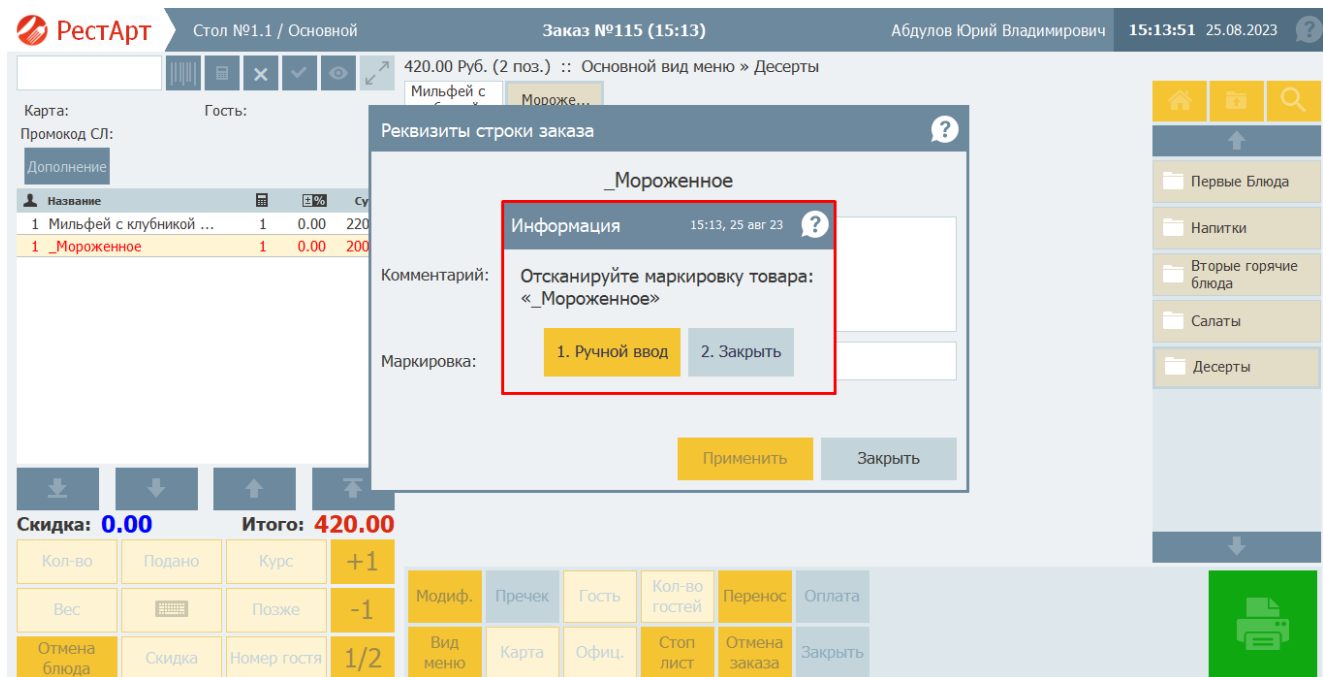 РестАрт
Стол №1.1 / Основной
Заказ №115 (15:13)
Абдулов Юрий Владимирович
15:13:51 25.08.2023
?
420.00 Руб. (2 поз.) :: Основной вид меню » Десерты
Мильфей с
Мороже...
Карта:
Гость:
Промокод СЛ:
Дополнение
Название ±% Су
1 Мильфей с клубникой ... 1 0.00 220
1 _Мороженное 1 0.00 200
Скидка: 0.00
Итого: 420.00
Кол-во
Подано
Курс
+1
Вес
Позже
-1
Отмена
блюда
Скидка
Номер гостя
1/2
Реквизиты строки заказа
?
_Мороженное
Комментарий:
Маркировка:
Применить
Закрыть
Информация
15:13, 25 авг 23
?
Отсканируйте маркировку товара:
«_Мороженное»
1. Ручной ввод
2. Закрыть
Первые Блюда
Напитки
Вторые горячие
блюда
Салаты
Десерты
Модиф.
Пречек
Гость
Кол-во
гостей
Перенос
Оплата
Вид
меню
Карта
Офиц.
Стоп
лист
Отмена
заказа
Закрыть